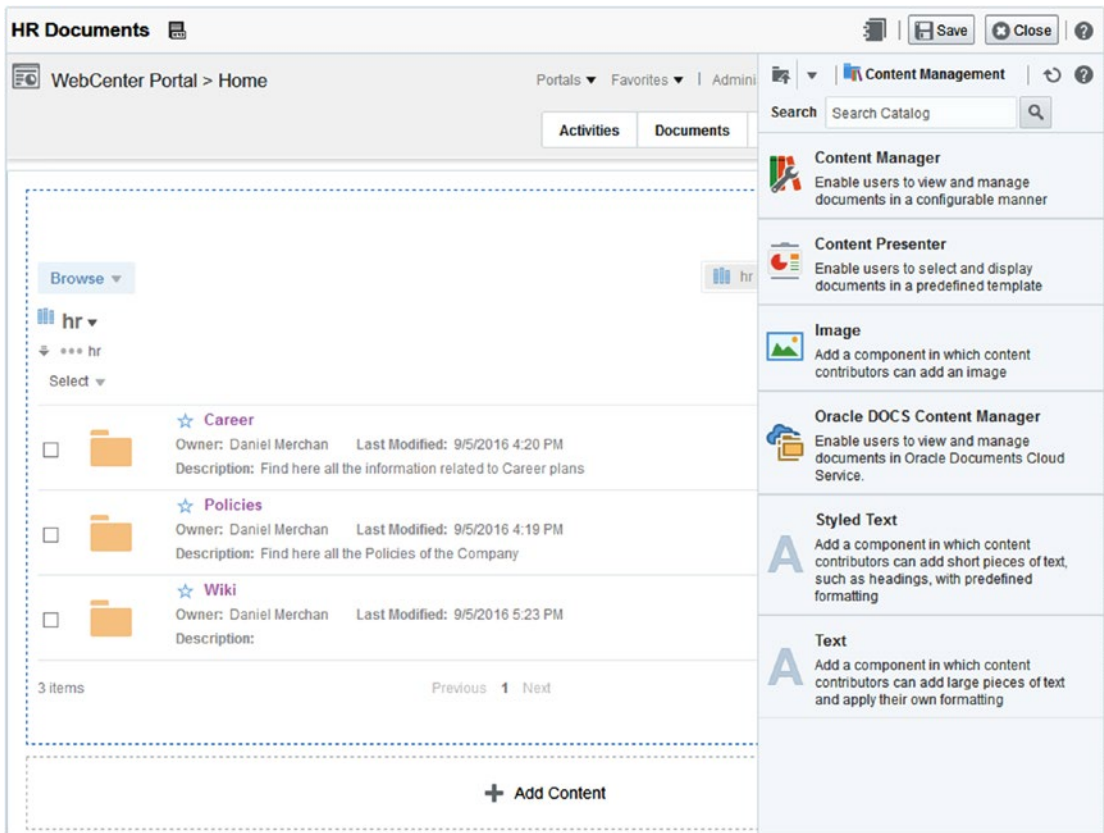 HR Documents
Save
Close
WebCenter Portal > Home
Portals
Favorites
Activities
Documents
Browse
hr
hr
hr
Select
Career
Owner: Daniel Merchan Last Modified: 9/5/2016 4:20 PM
Description: Find here all the information related to Career plans
Policies
Owner: Daniel Merchan Last Modified: 9/5/2016 4:19 PM
Description: Find here all the Policies of the Company
Wiki
Owner: Daniel Merchan Last Modified: 9/5/2016 5:23 PM
Description:
3 items
Previous 1 Next
Add Content
Content Management
Search Search Catalog
Content Manager
Enable users to view and manage
documents in a configurable manner
Content Presenter
Enable users to select and display
documents in a predefined template
Image
Add a component in which content
contributors can add an image
Oracle DOCS Content Manager
Enable users to view and manage
documents in Oracle Documents Cloud
Service.
Styled Text
Add a component in which content
contributors can add short pieces of text,
such as headings, with predefined
formatting
Text
Add a component in which content
contributors can add large pieces of text
and apply their own formatting